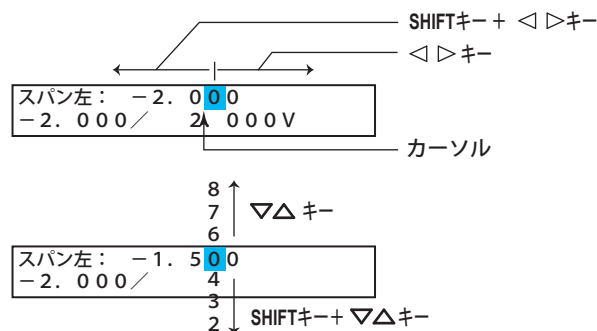 SHIFTキー + ◁ ▷キー
◁ ▷ キー
スパン左： －2．000
－2．000／ 2．000V
カーソル
8
7
6
▽△ キー
スパン左： －1．500
－2．000／
4
3
2
SHIFTキー+ ▽△キー